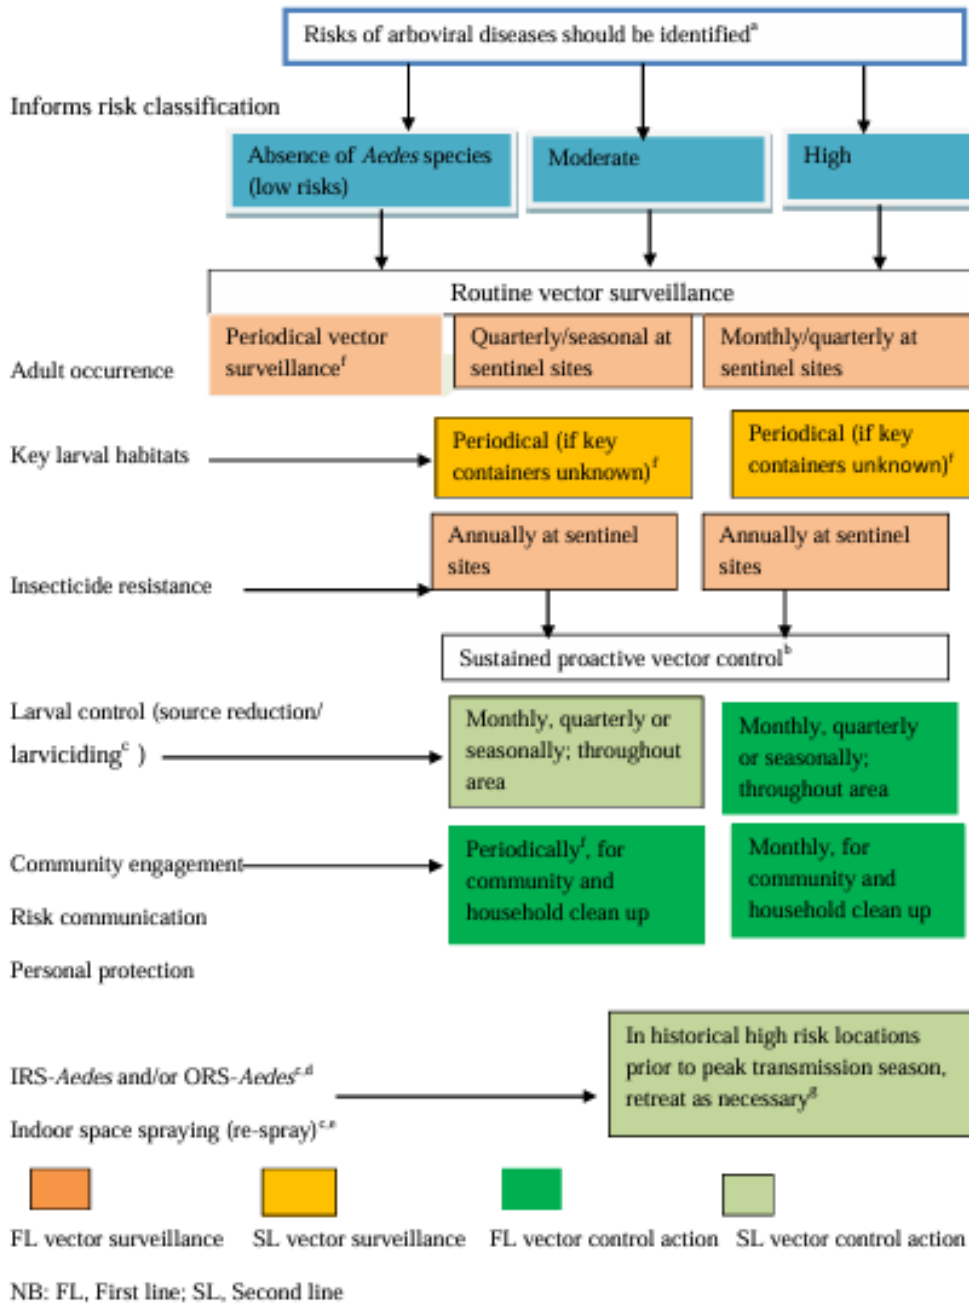 Risks of arboviral diseases should be identifiedᵃ
Informs risk classification
Absence of Aedes species
(low risks)
Moderate
High
Routine vector surveillance
Adult occurrence
Periodical vector
surveillanceᶠ
Quarterly/seasonal at
sentinel sites
Monthly/quarterly at
sentinel sites
Key larval habitats
Periodical (if key
containers unknown)ᶠ
Periodical (if key
containers unknown)ᶠ
Insecticide resistance
Annually at sentinel
sites
Annually at sentinel
sites
Sustained proactive vector controlᵇ
Larval control (source reduction/
larvicidingᶜ )
Monthly, quarterly or
seasonally; throughout
area
Monthly, quarterly
or seasonally;
throughout area
Community engagement
Risk communication
Personal protection
Periodicallyᶠ, for
community and
household clean up
Monthly, for
community and
household clean up
IRS-Aedes and/or ORS-Aedesᶜ,ᵈ
Indoor space spraying (re-spray)ᶜ,ᵉ
In historical high risk locations
prior to peak transmission season,
retreat as necessaryᵍ
FL vector surveillance
SL vector surveillance
FL vector control action
SL vector control action
NB: FL, First line; SL, Second line